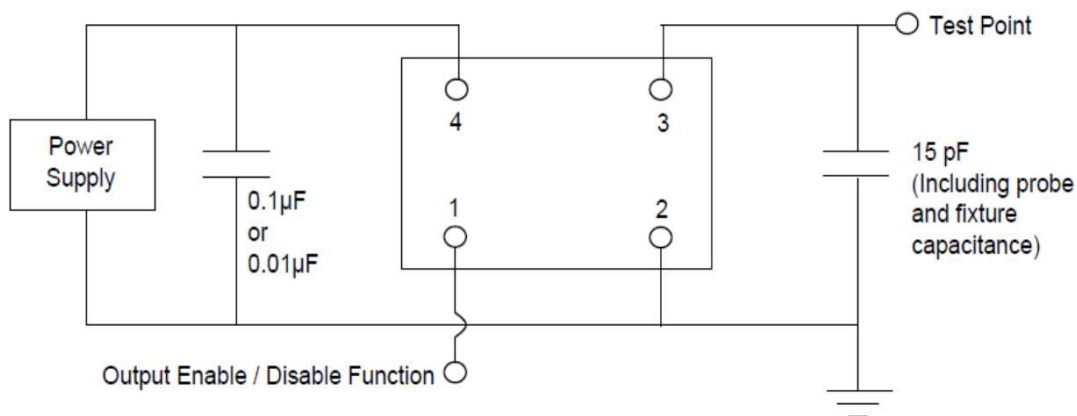 Test Point
4
3
Power
Supply
15 pF
(Including probe
and fixture
capacitance)
0.1µF
or
0.01µF
1
2
Output Enable / Disable Function